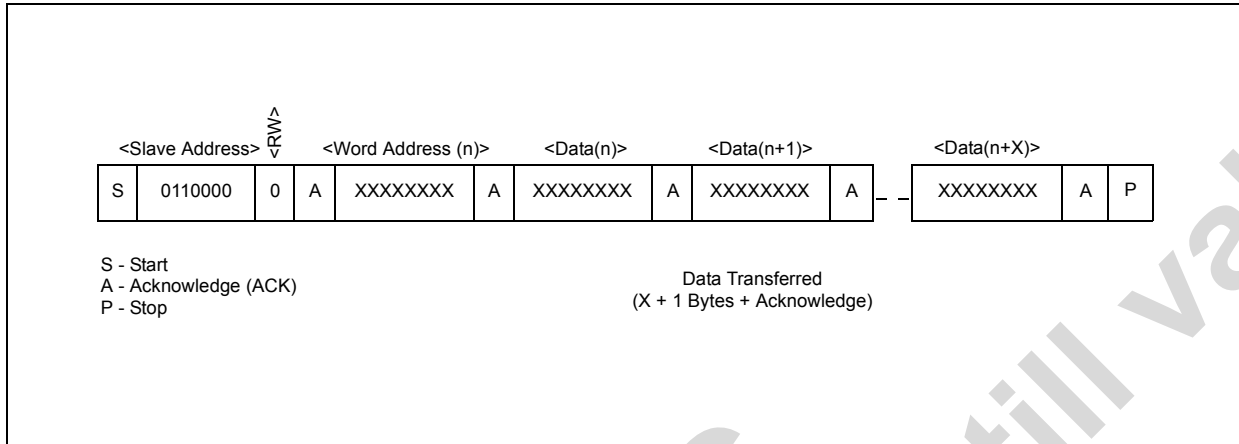 <Slave Address> <RW> <Word Address (n)> <Data(n)> <Data(n+1)> <Data(n+X)>
S 0110000 0 A XXXXXXXX A XXXXXXXX A XXXXXXXX A XXXXXXXX A P
S - Start
A - Acknowledge (ACK)
P - Stop
Data Transferred
(X + 1 Bytes + Acknowledge)
still